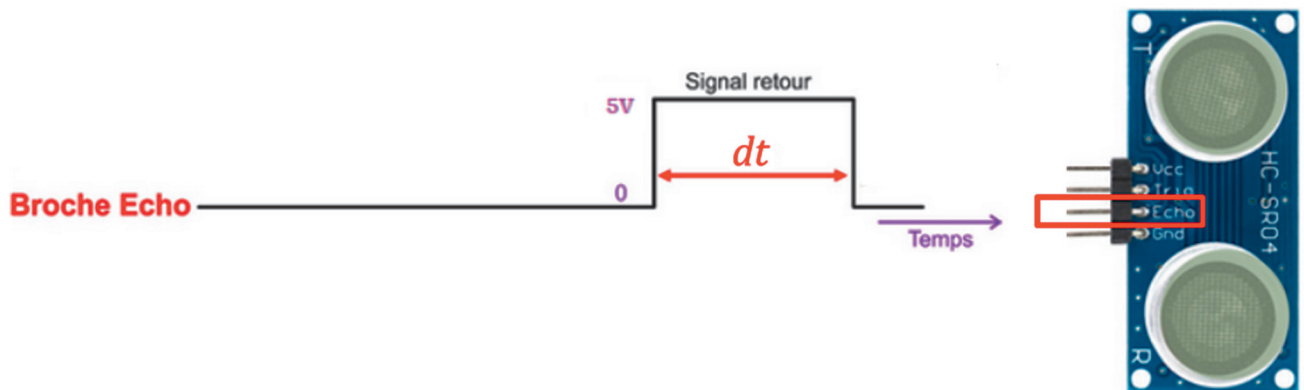 Signal retour
5V
dt
0
Broche Echo
Temps
T
Vcc
Trig
Echo
Gnd
HC-SR04
R